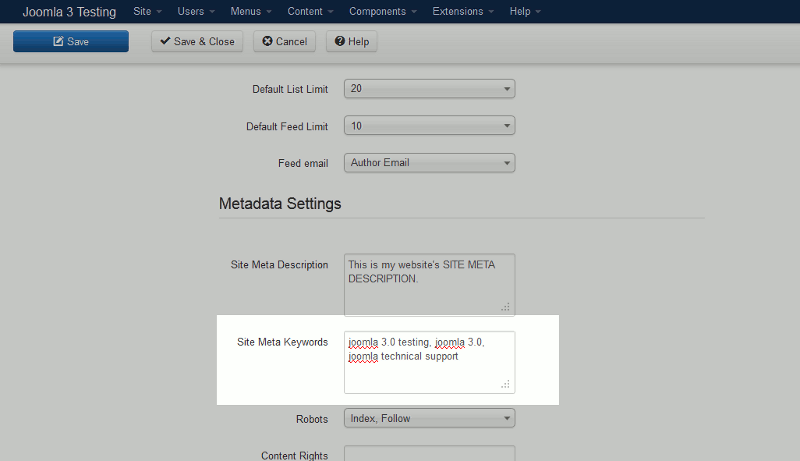 Joomla 3 Testing Site Users Menus Content Components Extensions Help
Save Save & Close Cancel Help
Default List Limit 20
Default Feed Limit 10
Feed email Author Email
Metadata Settings
Site Meta Description This is my website's SITE META
DESCRIPTION.
Site Meta Keywords joomla 3.0 testing, joomla 3.0,
joomla technical support
Robots Index, Follow
Content Rights